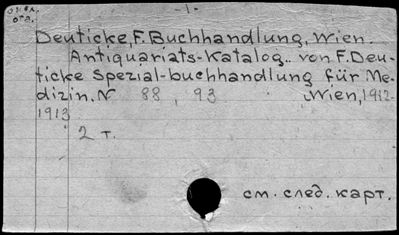 -1-
Deuticke, F. Buchhandlung, Wien.
Antiquariats-Katalog.. von F. Deu-
ticke Spezial-buchhandlung für Me-
dizin. N 88, 93 Wien, 1912-
1913
2 т.
см. след. карт.